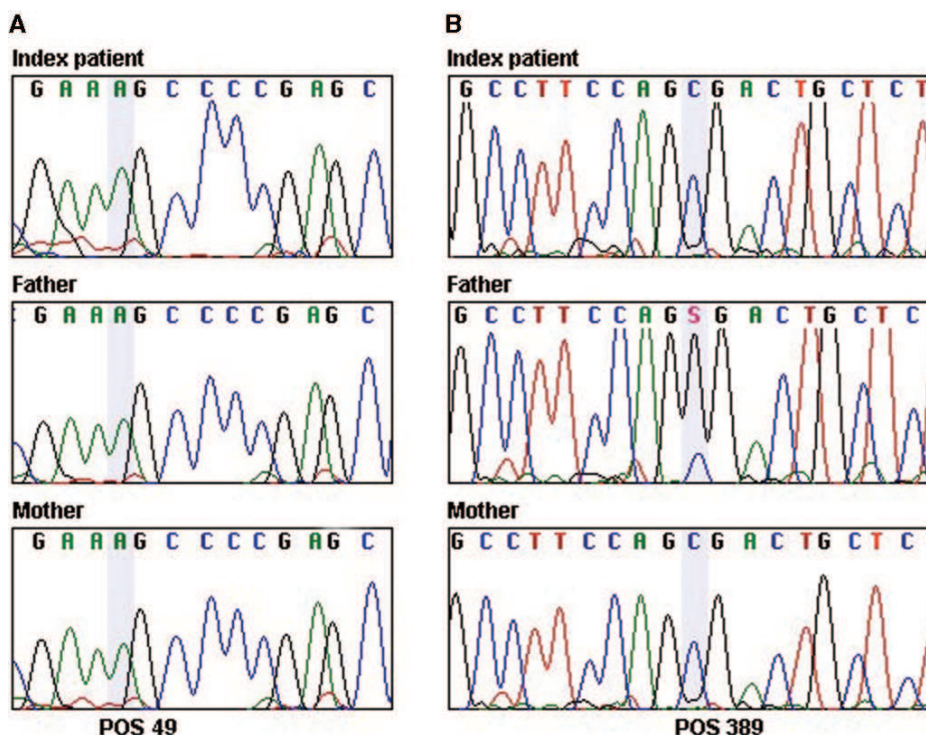 A
Index patient
G A A A G C C C C G A G C
Father
G A A A G C C C C G A G C
Mother
G A A A G C C C C G A G C
POS 49
B
Index patient
G C C T T C C A G C G A C T G C T C T
Father
G C C T T C C A G S G A C T G C T C
Mother
G C C T T C C A G C G A C T G C T C
POS 389